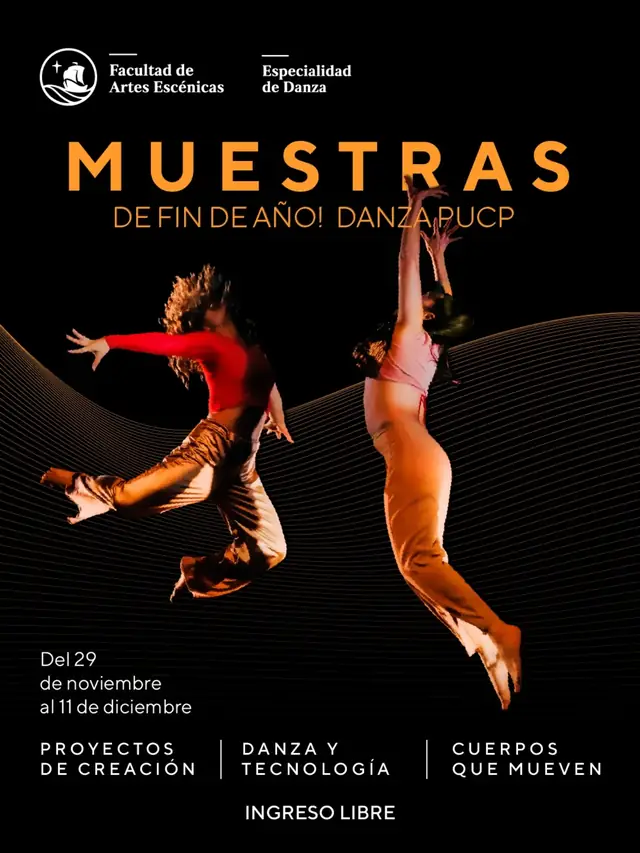 Facultad de
Artes Escénicas
Especialidad
de Danza
MUESTRAS
DE FIN DE AÑO! DANZA PUCP
Del 29
de noviembre
al 11 de diciembre
PROYECTOS
DE CREACIÓN
DANZA Y
TECNOLOGÍA
CUERPOS
QUE MUEVEN
INGRESO LIBRE